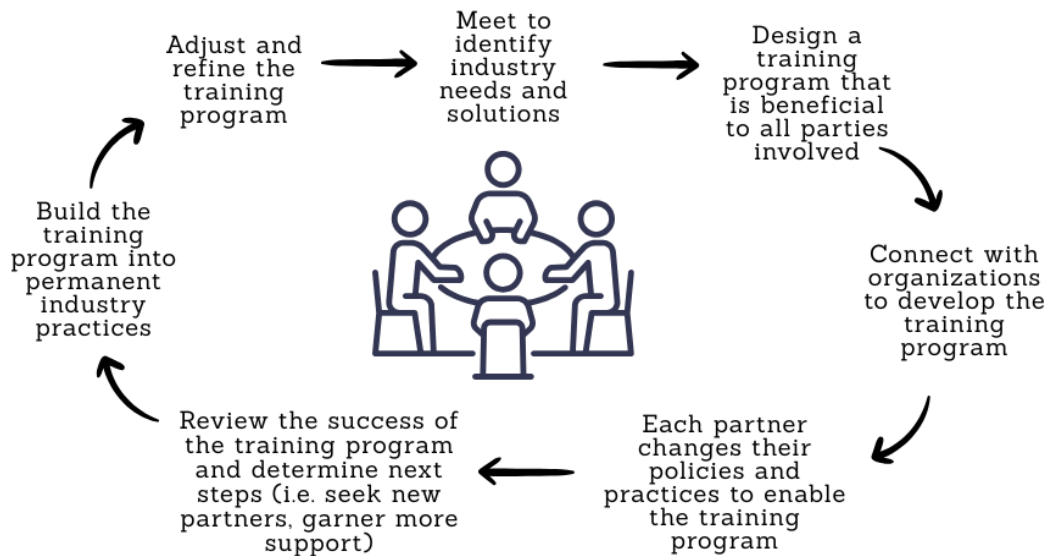 Meet to
identify
industry
needs and
solutions
Design a
training
program that
is beneficial
to all parties
involved
Connect with
organizations
to develop the
training
program
Each partner
changes their
policies and
practices to enable
the training
program
Review the success of
the training program
and determine next
steps (i.e. seek new
partners, garner more
support)
Build the
training
program into
permanent
industry
practices
Adjust and
refine the
training
program